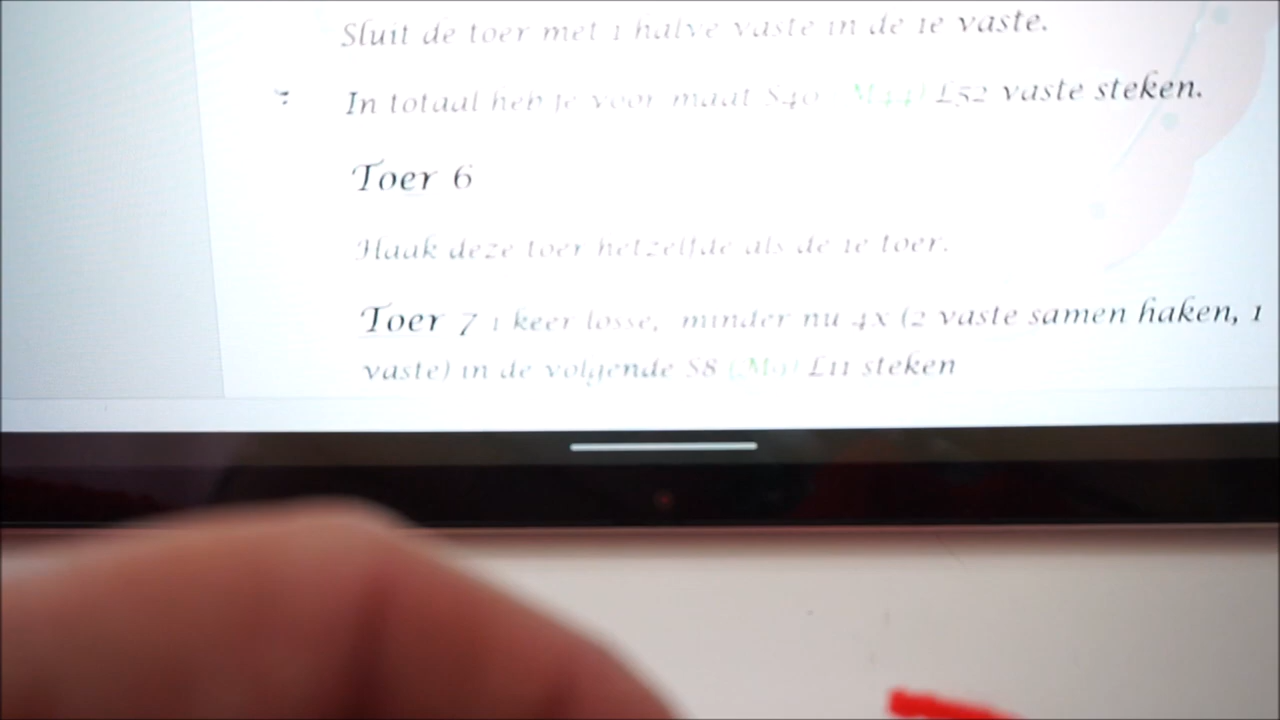 Sluit de toer met 1 halve vaste in de 1e vaste.
In totaal heb je voor maat S40 (M44) L52 vaste steken.
Toer 6
Haak deze toer hetzelfde als de 1e toer.
Toer 7 1 keer losse, minder nu 4x (2 vaste samen haken, 1
vaste) in de volgende S8 (M9) L11 steken